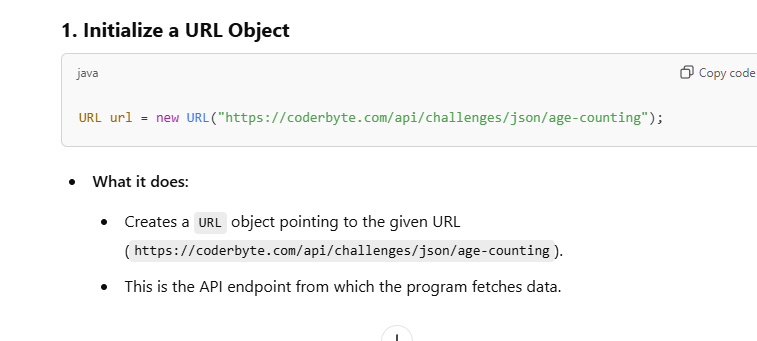 1. Initialize a URL Object
java
Copy code
URL url = new URL("https://coderbyte.com/api/challenges/json/age-counting");
• What it does:
• Creates a URL object pointing to the given URL
(https://coderbyte.com/api/challenges/json/age-counting).
• This is the API endpoint from which the program fetches data.